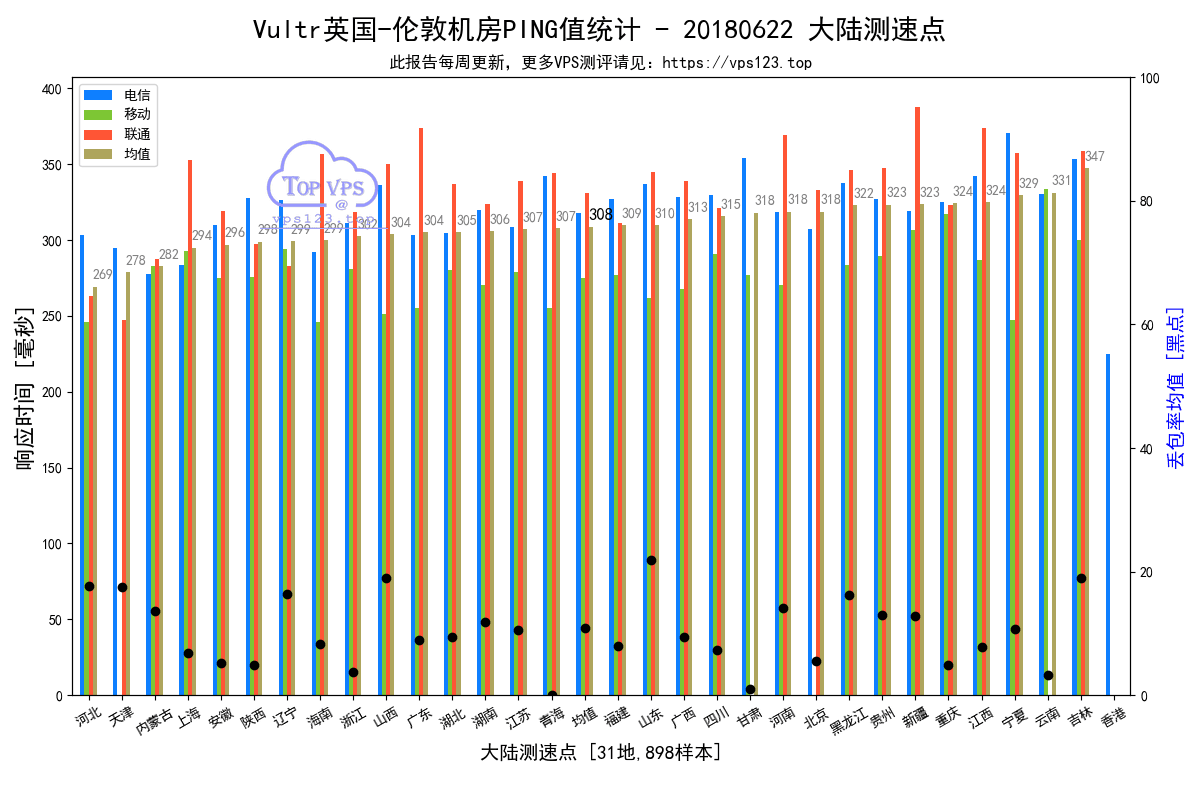 Vultr英国-伦敦机房PING值统计 - 20180622 大陆测速点
此报告每周更新，更多VPS测评请见：https://vps123.top
电信
移动
联通
均值
TOP VPS
@
vps123.top
响应时间 [毫秒]
400
350
300
250
200
150
100
50
0
269 278 282 294 296 298 299 299 302 304 304 305 306 307 307 308 309 310 313 315 318 318 318 322 323 323 324 324 329 331 347
100
80
60
40
20
0
丢包率均值 [黑点]
河北 天津 内蒙古 上海 安徽 陕西 辽宁 海南 浙江 山西 广东 湖北 湖南 江苏 青海 均值 福建 山东 广西 四川 甘肃 河南 北京 黑龙江 贵州 新疆 重庆 江西 宁夏 云南 吉林 香港
大陆测速点 [31地,898样本]